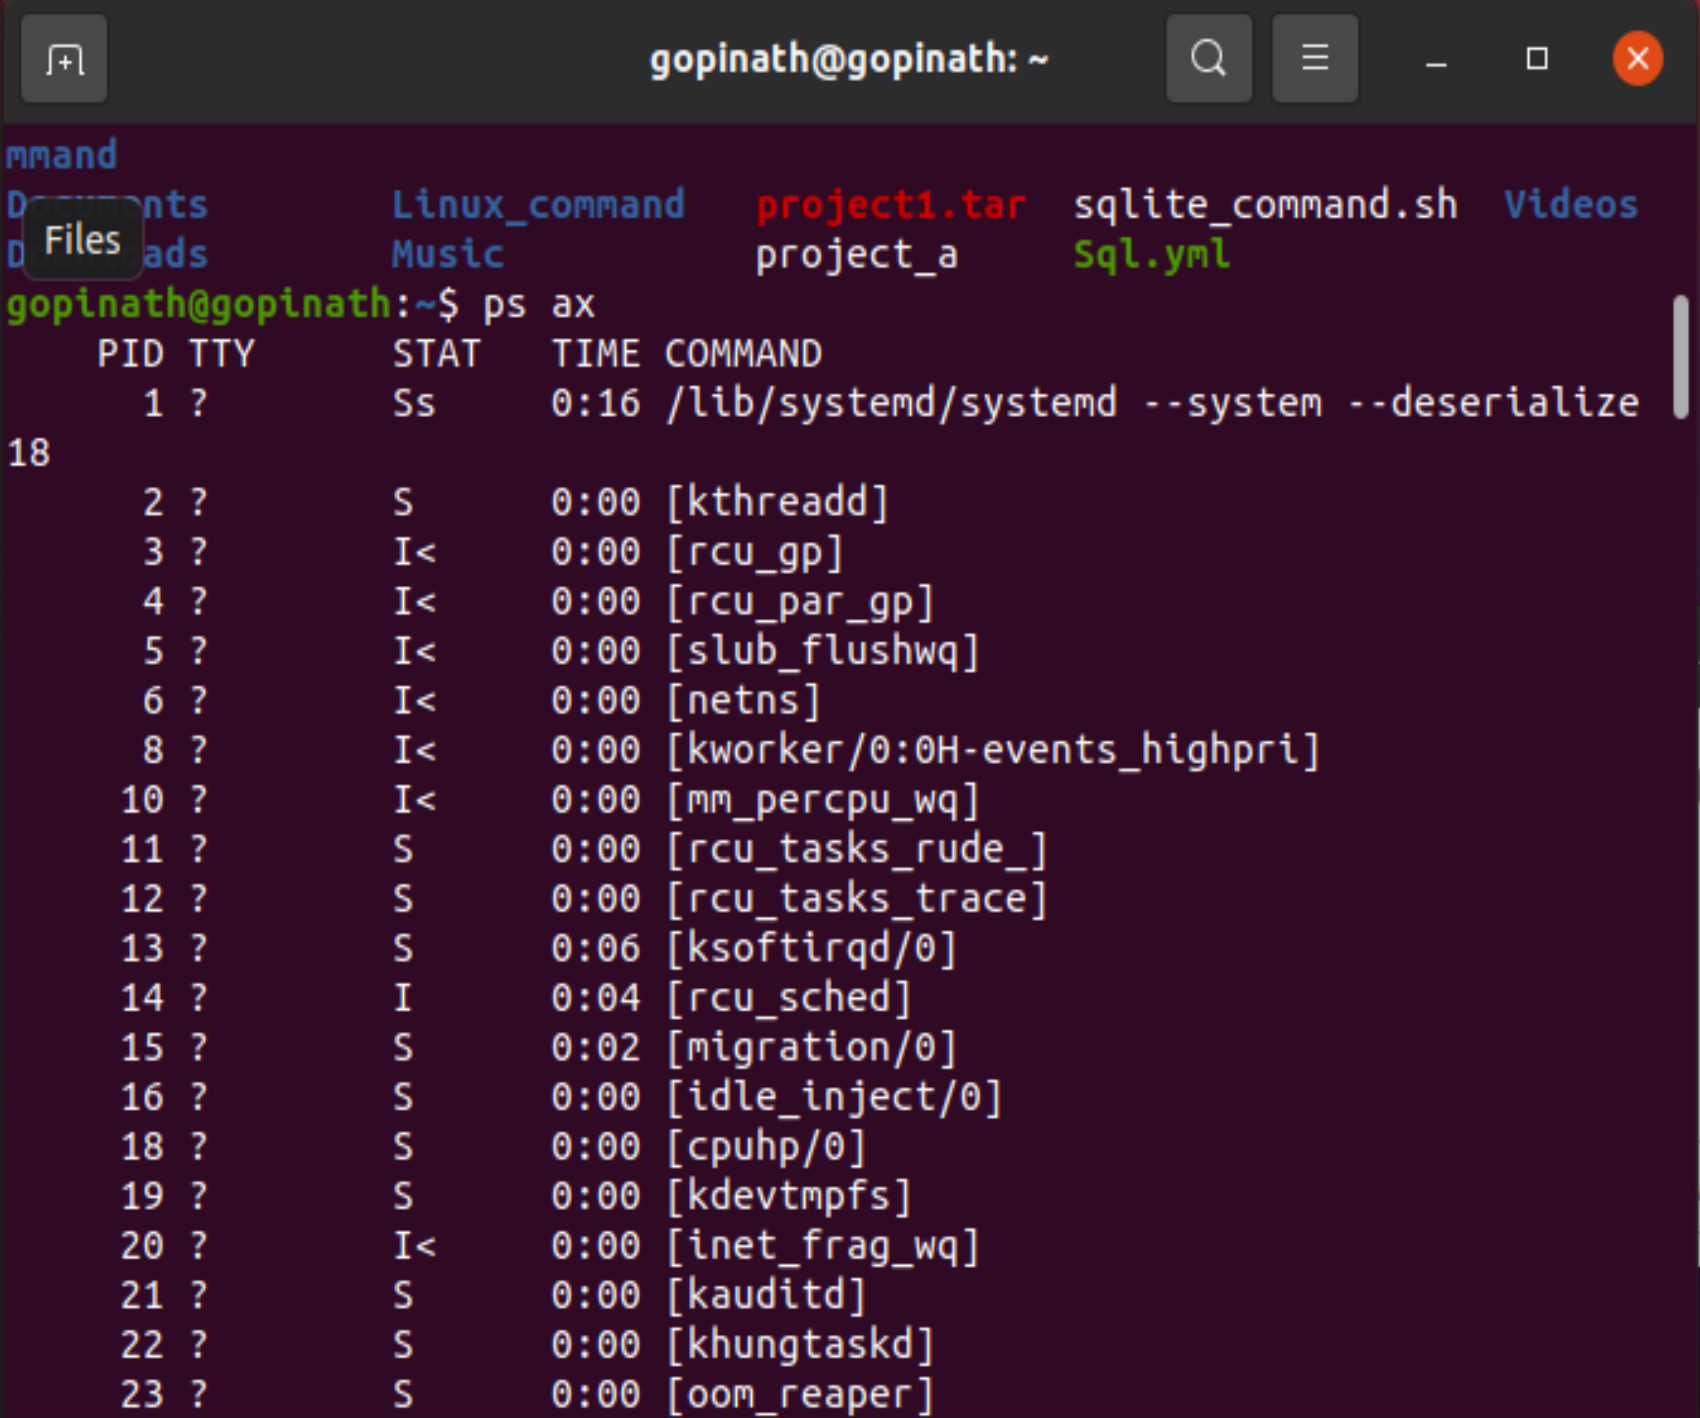 gopinath@gopinath: ~
mmand
Documents Linux_command project1.tar sqlite_command.sh Videos
Files
Downloads Music project_a Sql.yml
gopinath@gopinath:~$ ps ax
PID TTY STAT TIME COMMAND
1 ? Ss 0:16 /lib/systemd/systemd --system --deserialize
18
2 ? S 0:00 [kthreadd]
3 ? I< 0:00 [rcu_gp]
4 ? I< 0:00 [rcu_par_gp]
5 ? I< 0:00 [slub_flushwq]
6 ? I< 0:00 [netns]
8 ? I< 0:00 [kworker/0:0H-events_highpri]
10 ? I< 0:00 [mm_percpu_wq]
11 ? S 0:00 [rcu_tasks_rude_]
12 ? S 0:00 [rcu_tasks_trace]
13 ? S 0:06 [ksoftirqd/0]
14 ? I 0:04 [rcu_sched]
15 ? S 0:02 [migration/0]
16 ? S 0:00 [idle_inject/0]
18 ? S 0:00 [cpuhp/0]
19 ? S 0:00 [kdevtmpfs]
20 ? I< 0:00 [inet_frag_wq]
21 ? S 0:00 [kauditd]
22 ? S 0:00 [khungtaskd]
23 ? S 0:00 [oom_reaper]